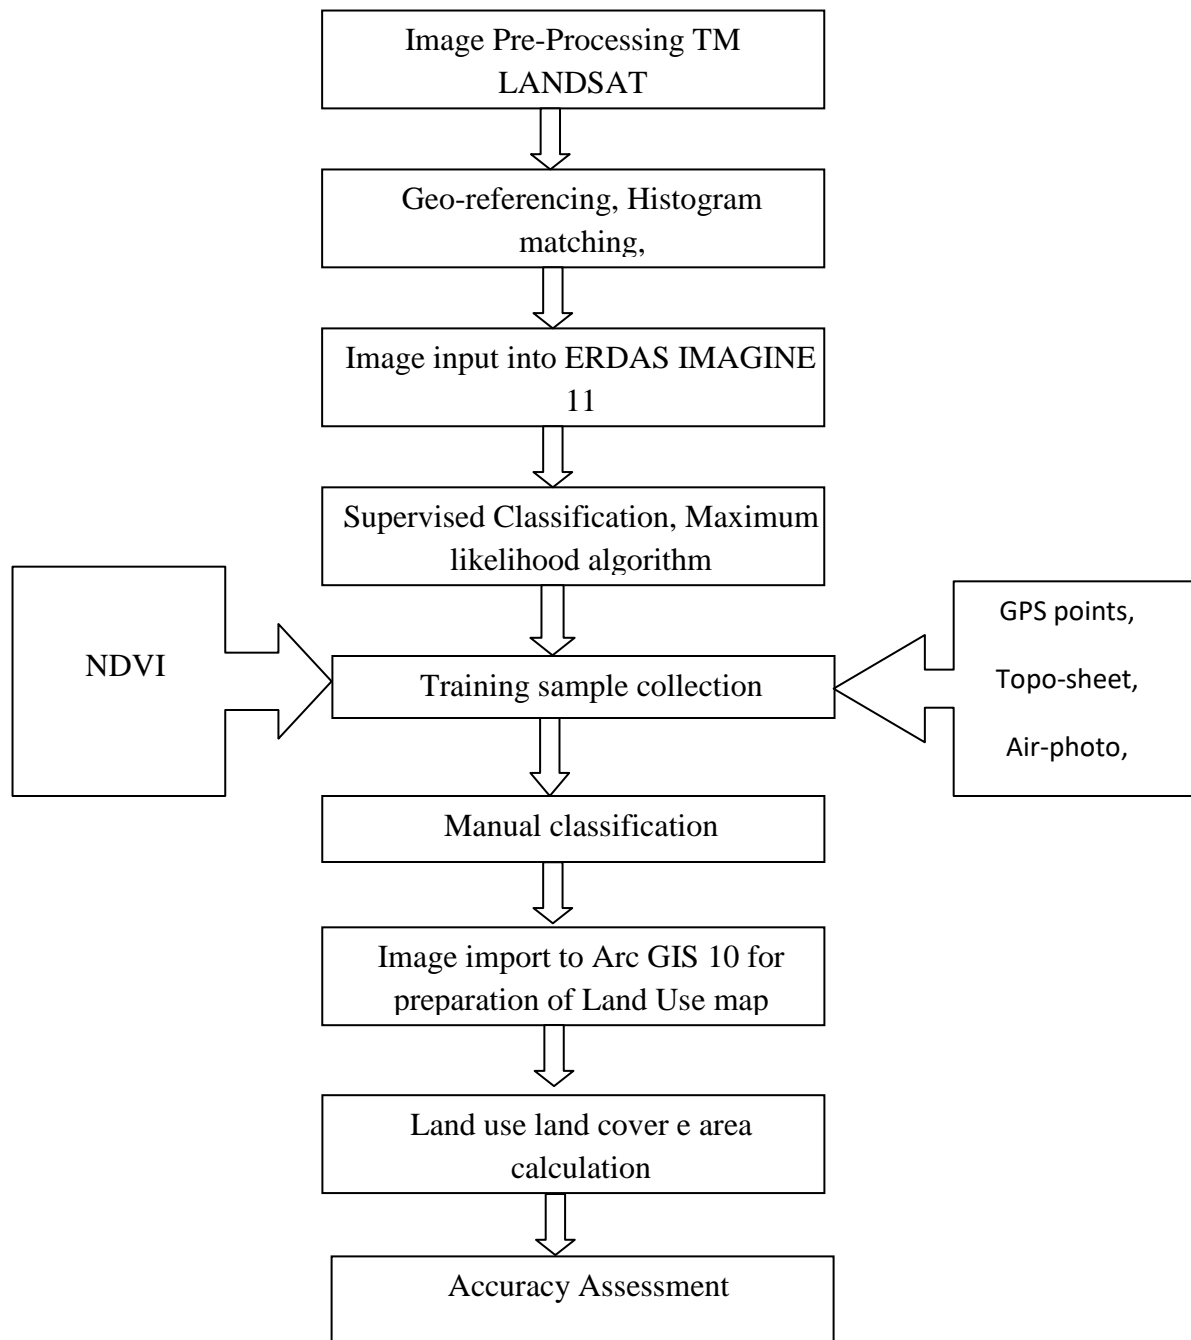 Image Pre-Processing TM
LANDSAT
Geo-referencing, Histogram
matching,
Image input into ERDAS IMAGINE
11
Supervised Classification, Maximum
likelihood algorithm
NDVI
Training sample collection
GPS points,
Topo-sheet,
Air-photo,
Manual classification
Image import to Arc GIS 10 for
preparation of Land Use map
Land use land cover e area
calculation
Accuracy Assessment